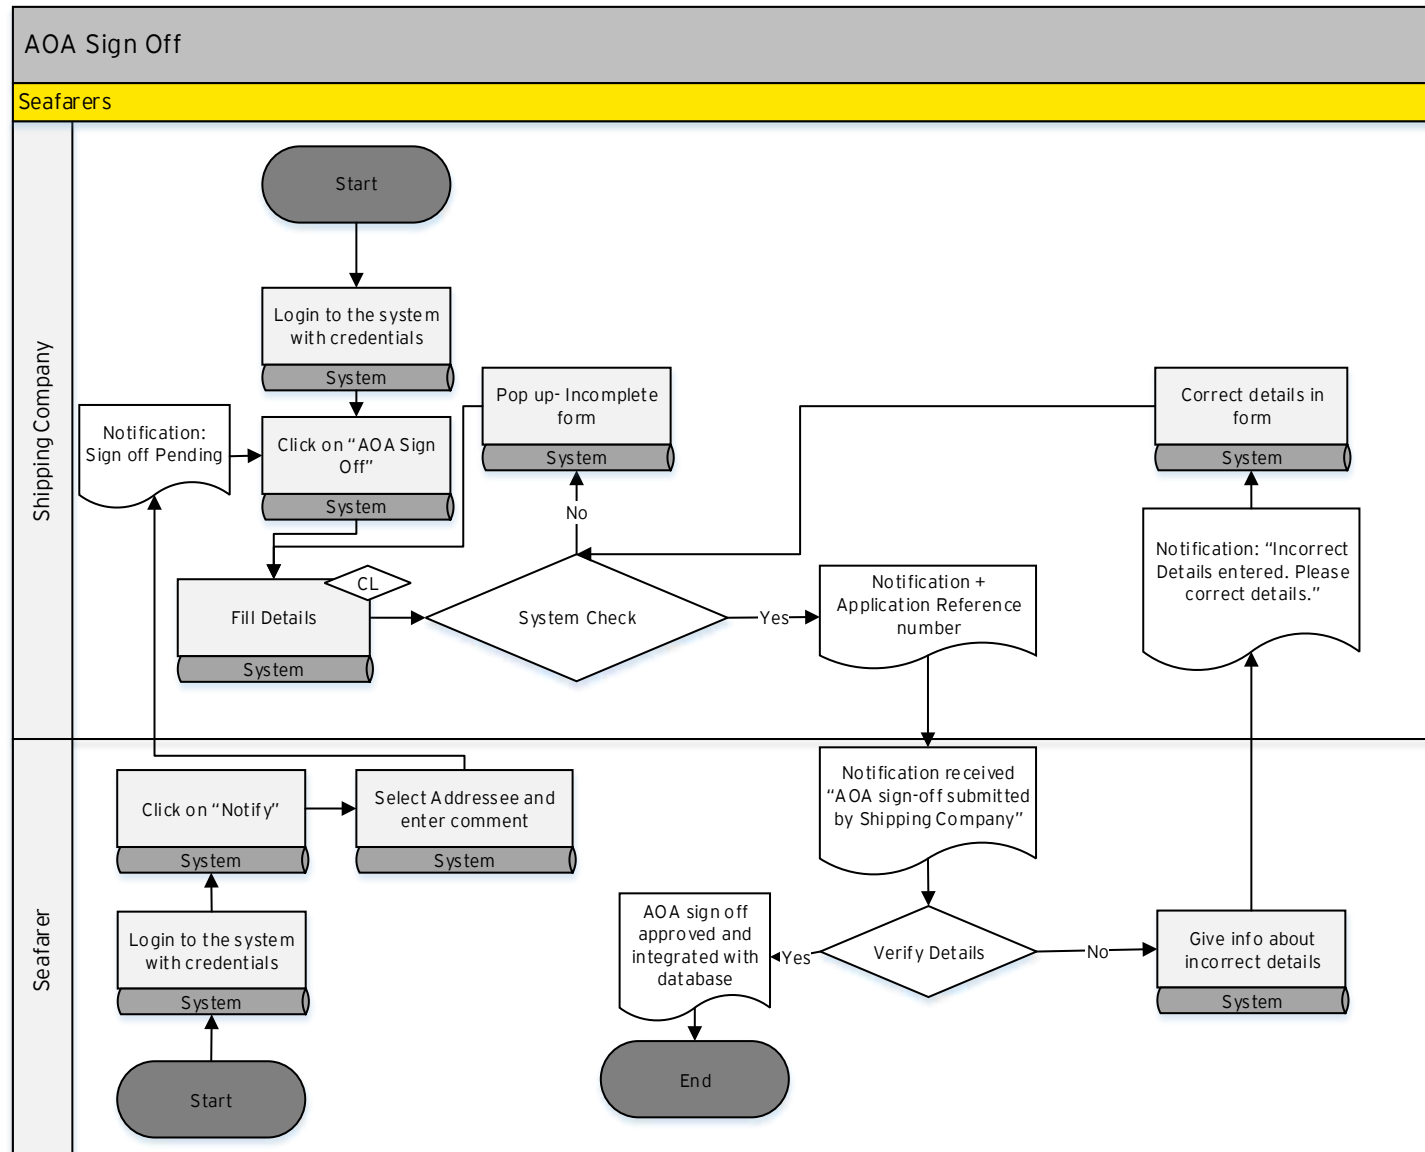 AOA Sign Off
Seafarers
Shipping Company
Start
Login to the system
with credentials
System
Notification:
Sign off Pending
Click on “AOA Sign
Off”
System
Pop up- Incomplete
form
System
No
Correct details in
form
System
Notification: “Incorrect
Details entered. Please
correct details.”
Fill Details
CL
System
System Check
Yes
Notification +
Application Reference
number
Seafarer
Click on “Notify”
System
Select Addressee and
enter comment
System
Notification received
“AOA sign-off submitted
by Shipping Company”
Login to the system
with credentials
System
Start
AOA sign off
approved and
integrated with
database
Yes
Verify Details
No
Give info about
incorrect details
System
End